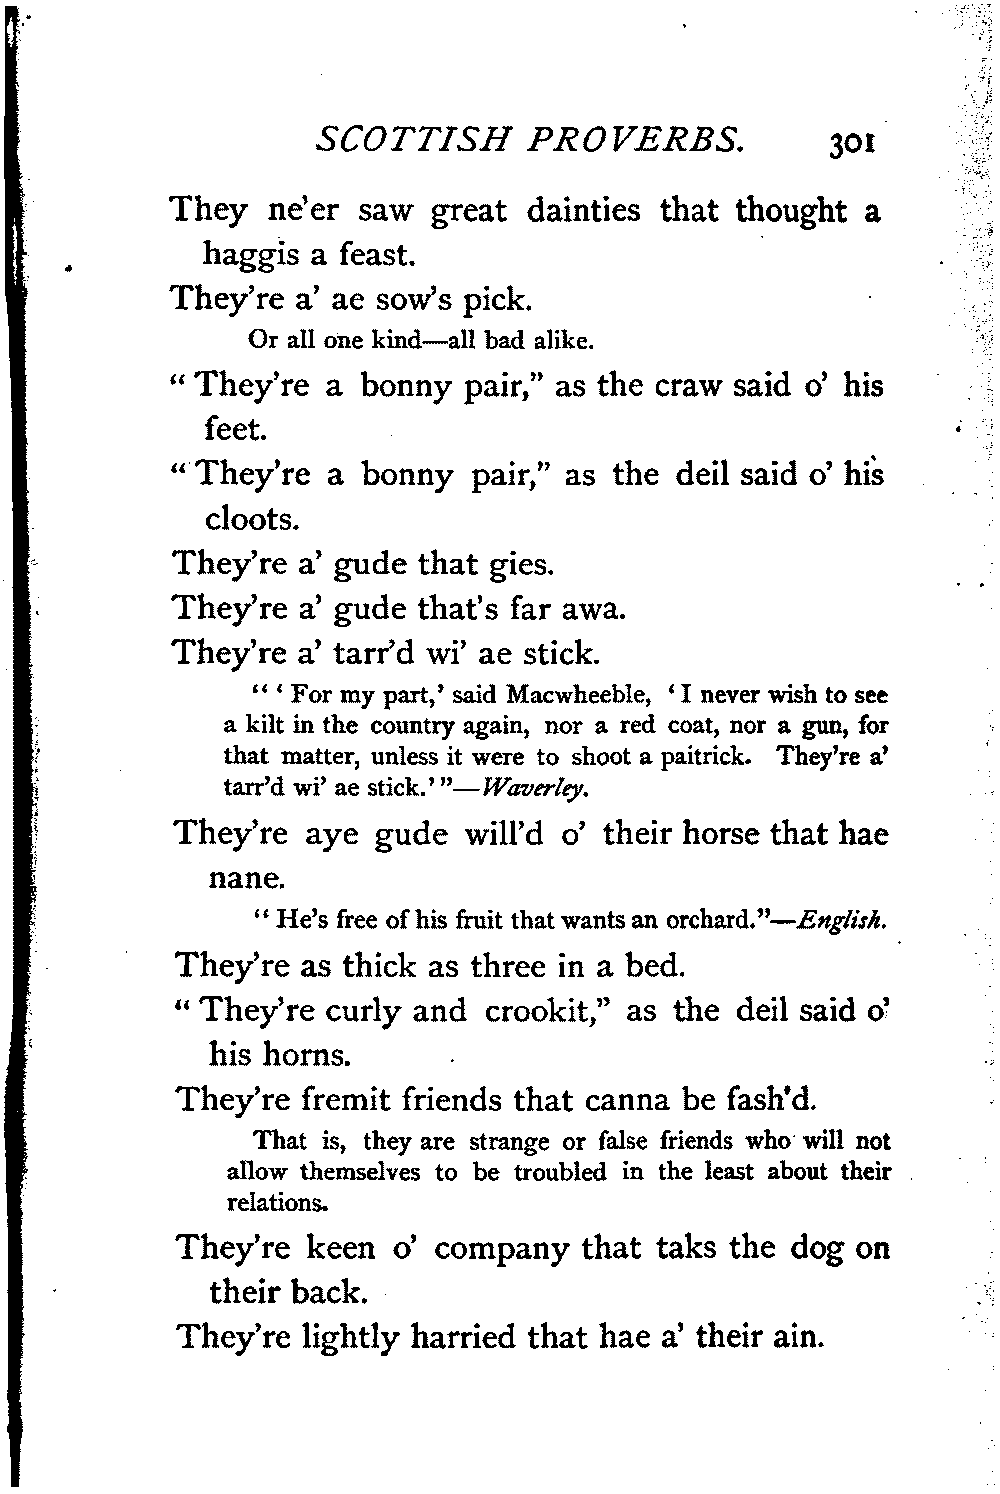 SCOTTISH PROVERBS. 301
They ne'er saw great dainties that thought a
haggis a feast.
They're a' ae sow's pick.
Or all one kind—all bad alike.
“They're a bonny pair,” as the craw said o' his
feet.
“They're a bonny pair,” as the deil said o' his
cloots.
They're a' gude that gies.
They're a' gude that's far awa.
They're a' tarr'd wi' ae stick.
“‘For my part,’ said Macwheeble, ‘I never wish to see
a kilt in the country again, nor a red coat, nor a gun, for
that matter, unless it were to shoot a paitrick. They're a'
tarr'd wi' ae stick.’”—Waverley.
They're aye gude will'd o' their horse that hae
nane.
“He's free of his fruit that wants an orchard.”—English.
They're as thick as three in a bed.
“They're curly and crookit,” as the deil said o'
his horns.
They're fremit friends that canna be fash'd.
That is, they are strange or false friends who will not
allow themselves to be troubled in the least about their
relations.
They're keen o' company that taks the dog on
their back.
They're lightly harried that hae a' their ain.